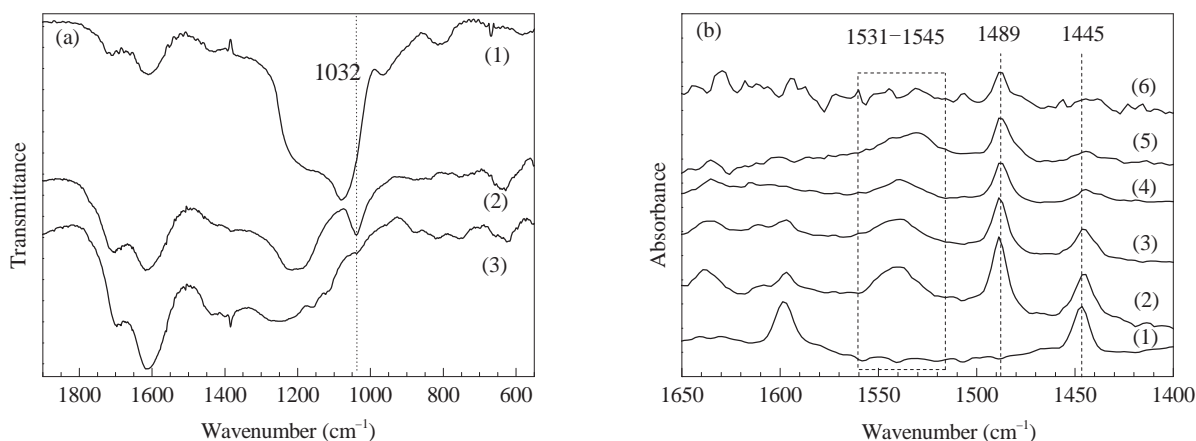 (a)
(1)
1032
(2)
(3)
Transmittance
1800 1600 1400 1200 1000 800 600
Wavenumber (cm⁻¹)
(b)
1531−1545 1489 1445
(6)
(5)
(4)
(3)
(2)
(1)
Absorbance
1650 1600 1550 1500 1450 1400
Wavenumber (cm⁻¹)